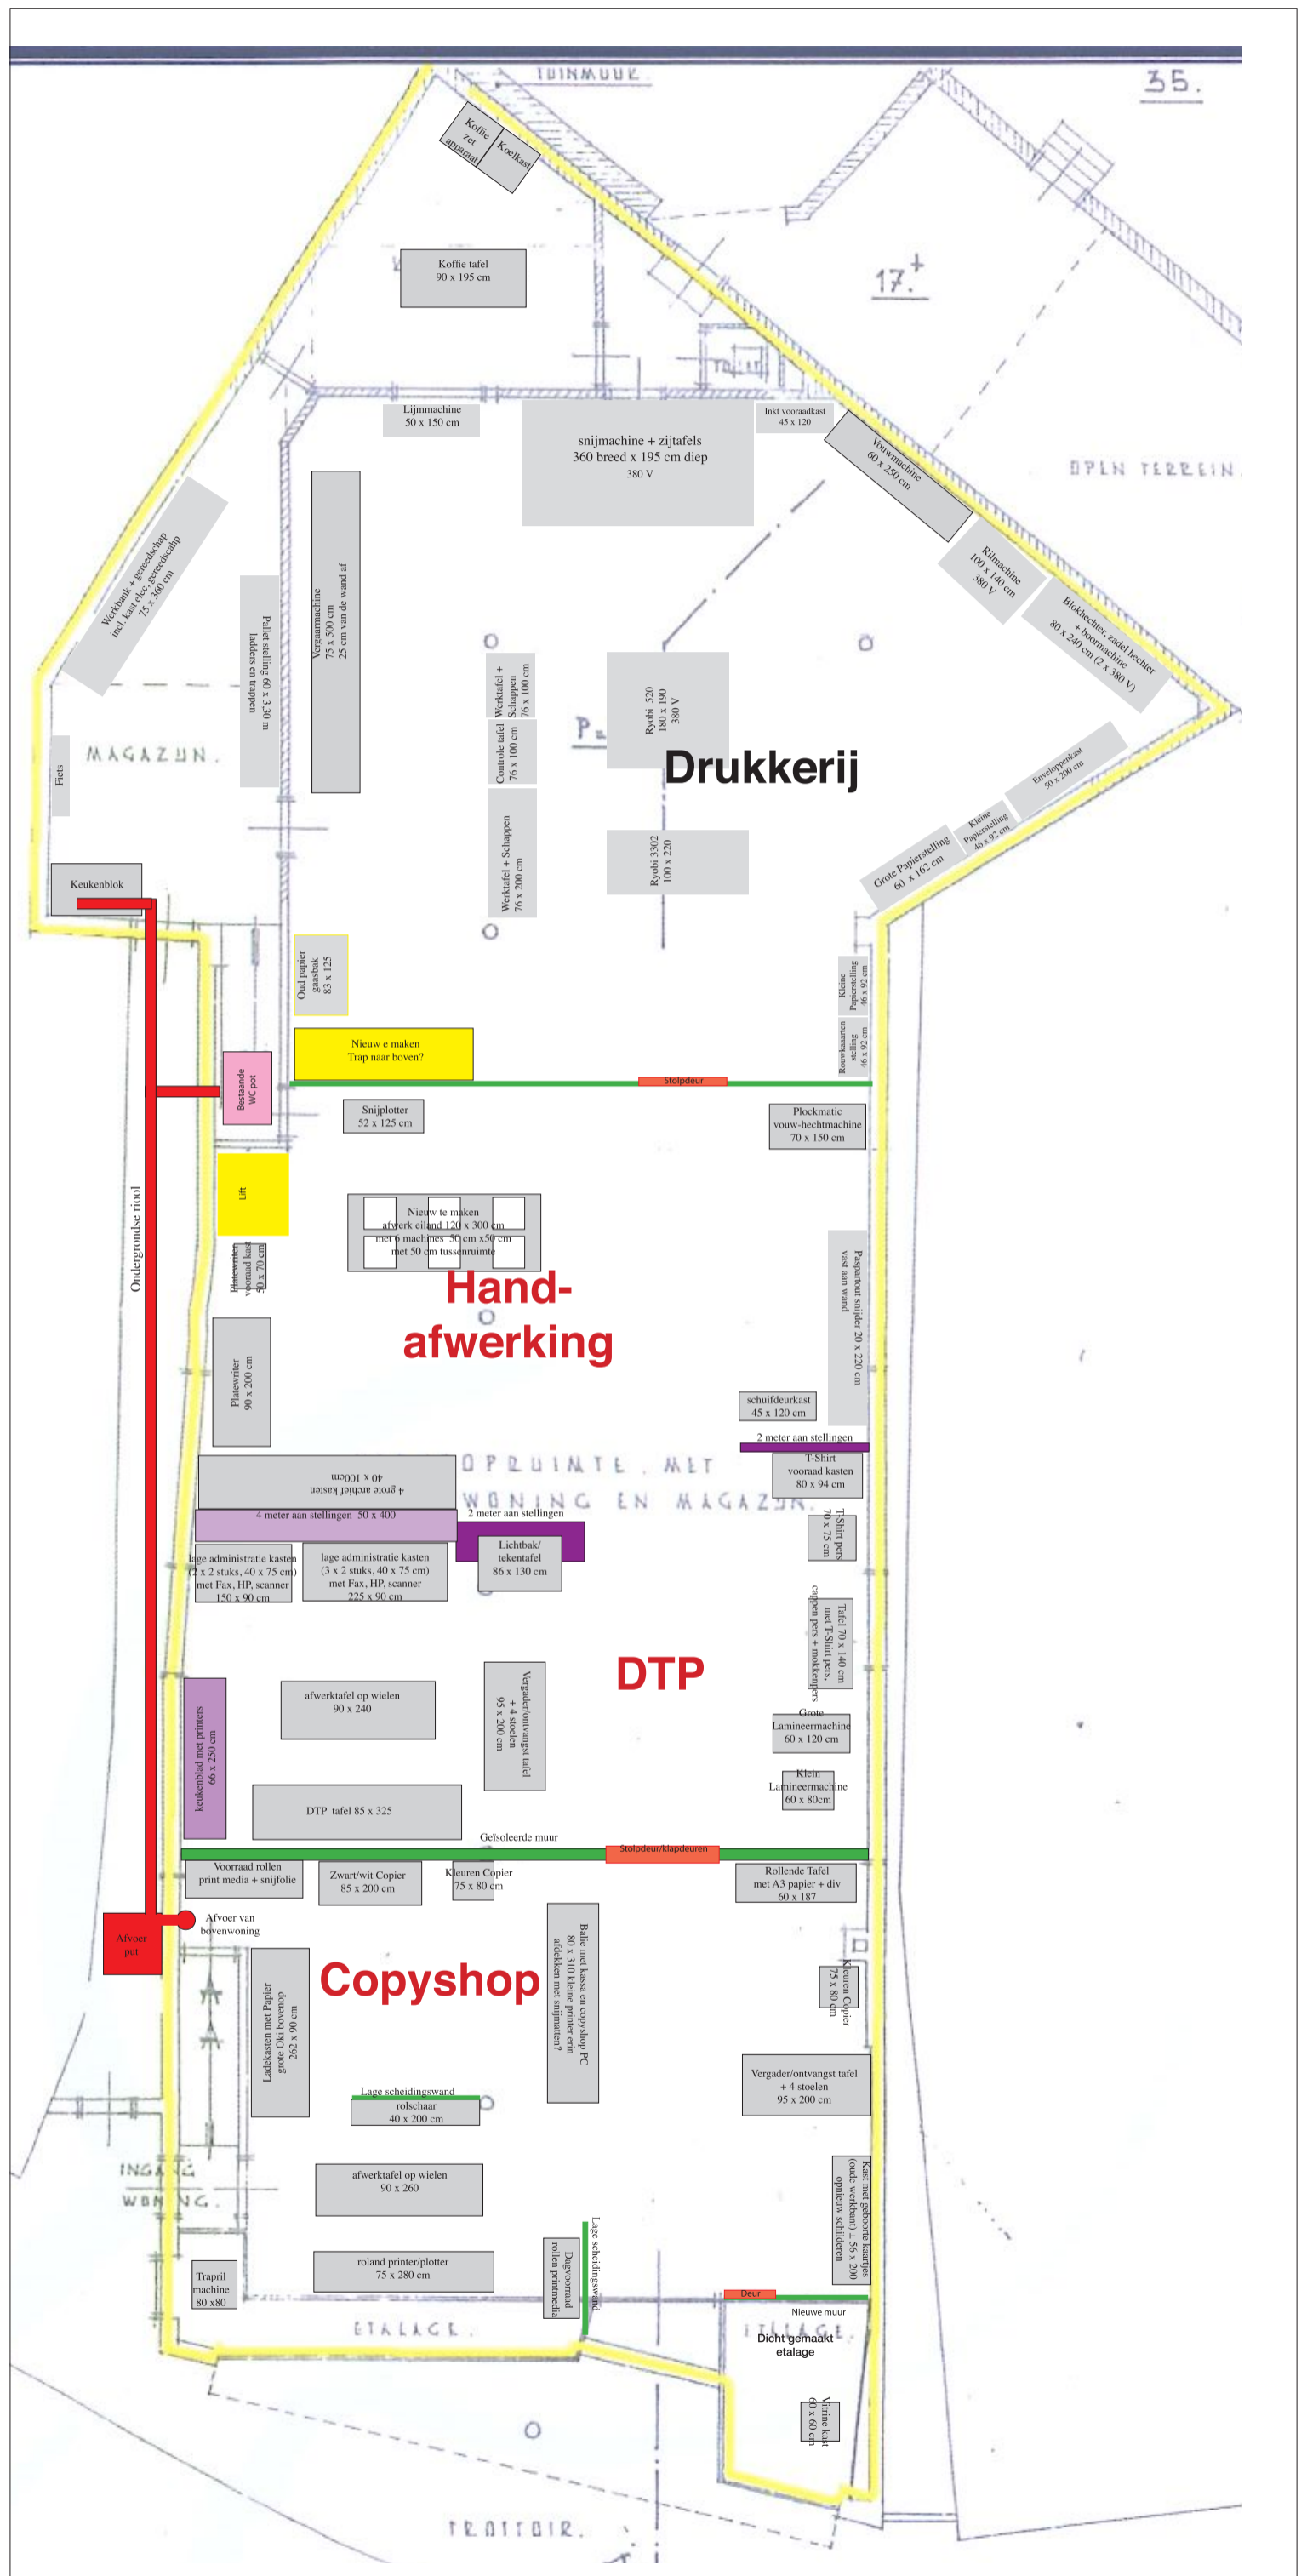 TUINMUUR.
35.
Koffie
zet
apparaat
Koelkast
Koffie tafel
90 x 195 cm
17.+
Lijmmachine
50 x 150 cm
snijmachine + zijtafels
360 breed x 195 cm diep
380 V
Inkt vooraadkast
45 x 120
Vouwmachine
60 x 250 cm
OPEN TERREIN.
Rilmachine
100 x 140 cm
380 V
Blokhechter, zadel hechter
+ boormachine
80 x 240 cm (2 x 380 V)
Werkbank + gereedschap
incl. kast elec, gereedscahp
75 x 360 cm
Pallet stelling 60 x 3,30 m
ladders en trappen
Vergaarmachine
75 x 500 cm
25 cm van de wand af
Werktafel +
Schappen
76 x 100 cm
Controle tafel
76 x 100 cm
Werktafel + Schappen
76 x 200 cm
Ryobi 520
180 x 190
380 V
Drukkerij
Ryobi 3302
100 x 220
MAGAZIJN.
Fiets
Enveloppenkast
50 x 200 cm
Kleine
Papierstelling
46 x 92 cm
Grote Papierstelling
60 x 162 cm
Keukenblok
Oud papier
gaasbak
83 x 125
Kleine
Papierstelling
46 x 92 cm
Rouwkaaarten
stelling
46 x 92 cm
Nieuw e maken
Trap naar boven?
Bestaande
WC pot
Stolpdeur
Snijplotter
52 x 125 cm
Plockmatic
vouw-hechtmachine
70 x 150 cm
Lift
Ondergrondse riool
Nieuw te maken
afwerk eiland 120 x 300 cm
met 6 machines 50 cm x50 cm
met 50 cm tussenruimte
Platewriter
vooraad kast
50 x 70 cm
Hand-
afwerking
Paspartout snijder 20 x 220 cm
vast aan wand
Platewriter
90 x 200 cm
schuifdeurkast
45 x 120 cm
2 meter aan stellingen
T-Shirt
vooraad kasten
80 x 94 cm
4 grote archief kasten
40 x 100cm
OPRUIMTE. MET
WONING EN MAGAZIJN.
4 meter aan stellingen 50 x 400
2 meter aan stellingen
Lichtbak/
tekentafel
86 x 130 cm
T-Shirt pers
70 x 75 cm
lage administratie kasten
(2 x 2 stuks, 40 x 75 cm)
met Fax, HP, scanner
150 x 90 cm
lage administratie kasten
(3 x 2 stuks, 40 x 75 cm)
met Fax, HP, scanner
225 x 90 cm
Tafel 70 x 140 cm
met T-Shirt pers,
cappen pers + mokkenpers
DTP
keukenblad met printers
66 x 250 cm
afwerktafel op wielen
90 x 240
Vergader/ontvangst tafel
+ 4 stoelen
95 x 200 cm
Grote
Lamineermachine
60 x 120 cm
Klein
Lamineermachine
60 x 80cm
DTP tafel 85 x 325
Geïsoleerde muur
Stolpdeur/klapdeuren
Voorraad rollen
print media + snijfolie
Zwart/wit Copier
85 x 200 cm
Kleuren Copier
75 x 80 cm
Rollende Tafel
met A3 papier + div
60 x 187
Afvoer van
bovenwoning
Afvoer
put
Balie met kassa en copyshop PC
80 x 310 kleine printer erin
afdekken met snijmatten?
Copyshop
Ladekasten met Papier
grote Oki bovenop
262 x 90 cm
Kleuren Copier
75 x 80 cm
Vergader/ontvangst tafel
+ 4 stoelen
95 x 200 cm
Lage scheidingswand
rolschaar
40 x 200 cm
INGANG
WONING.
afwerktafel op wielen
90 x 260
Kast met geboorte kaartjes
(oude werkbant) ± 56 x 200
opnieuw schilderen
Lage scheidingswand
Dagvoorraad
rollen printmedia
roland printer/plotter
75 x 280 cm
Trapril
machine
80 x80
Deur
Nieuwe muur
ETALAGE.
ETALAGE.
Dicht gemaakt
etalage
Vitrine kast
60 x 60 cm
TROTTOIR.